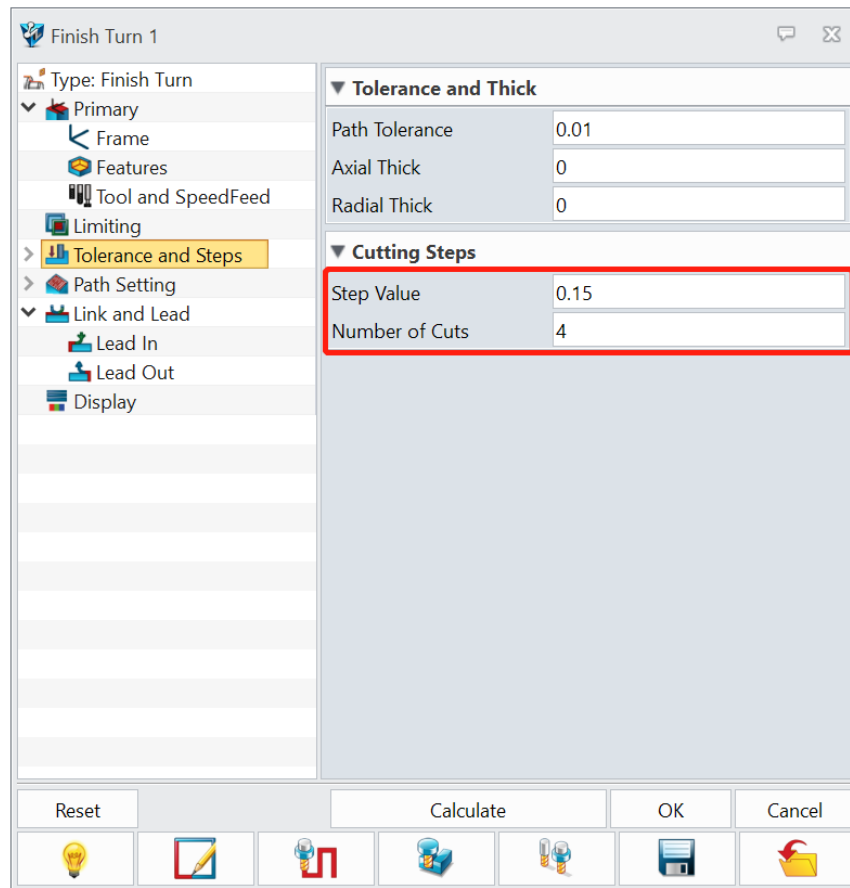 Finish Turn 1
Type: Finish Turn
Primary
Frame
Features
Tool and SpeedFeed
Limiting
Tolerance and Steps
Path Setting
Link and Lead
Lead In
Lead Out
Display
Tolerance and Thick
Path Tolerance 0.01
Axial Thick 0
Radial Thick 0
Cutting Steps
Step Value 0.15
Number of Cuts 4
Reset Calculate OK Cancel